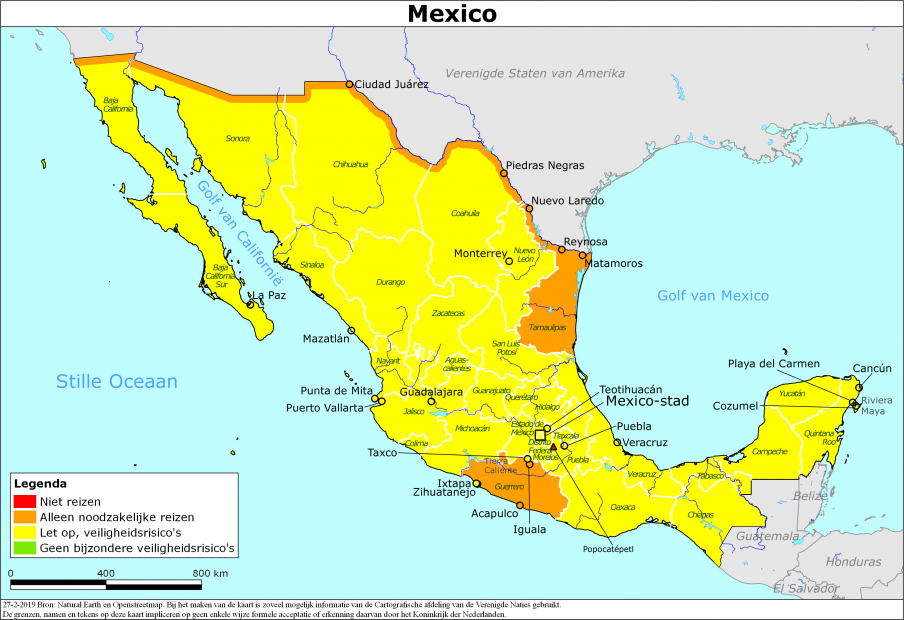 Mexico
Verenigde Staten van Amerika
Ciudad Juárez
Baja
California
Sonora
Chihuahua
Piedras Negras
Coahuila
Nuevo Laredo
Golf van Californië
Reynosa
Monterrey
Nuevo
León
Matamoros
Sinaloa
Baja
California
Sur
Durango
La Paz
Golf van Mexico
Zacatecas
Tamaulipas
Mazatlán
San Luis
Potosí
Nayarit
Aguas-
calientes
Playa del Carmen
Cancún
Stille Oceaan
Punta de Mita
Guadalajara
Guanajuato
Querétaro
Teotihuacán
Yucatán
Puerto Vallarta
Jalisco
Hidalgo
Mexico-stad
Cozumel
Riviera
Maya
Michoacán
Estado de
México
Puebla
Quintana
Roo
Colima
Distrito
Federal
Tlaxcala
Veracruz
Campeche
Taxco
Morelos
Puebla
Tierra
Caliente
Veracruz
Tabasco
Ixtapa
Zihuatanejo
Guerrero
Belize
Acapulco
Oaxaca
Chiapas
Iguala
Guatemala
Popocatépetl
Honduras
El Salvador
Legenda
Niet reizen
Alleen noodzakelijke reizen
Let op, veiligheidsrisico's
Geen bijzondere veiligheidsrisico's
0 400 800 km
27-2-2019 Bron: Natural Earth en Openstreetmap. Bij het maken van de kaart is zoveel mogelijk informatie van de Cartografische afdeling van de Verenigde Naties gebruikt.
De grenzen, namen en tekens op deze kaart impliceren op geen enkele wijze formele acceptatie of erkenning daarvan door het Koninkrijk der Nederlanden.